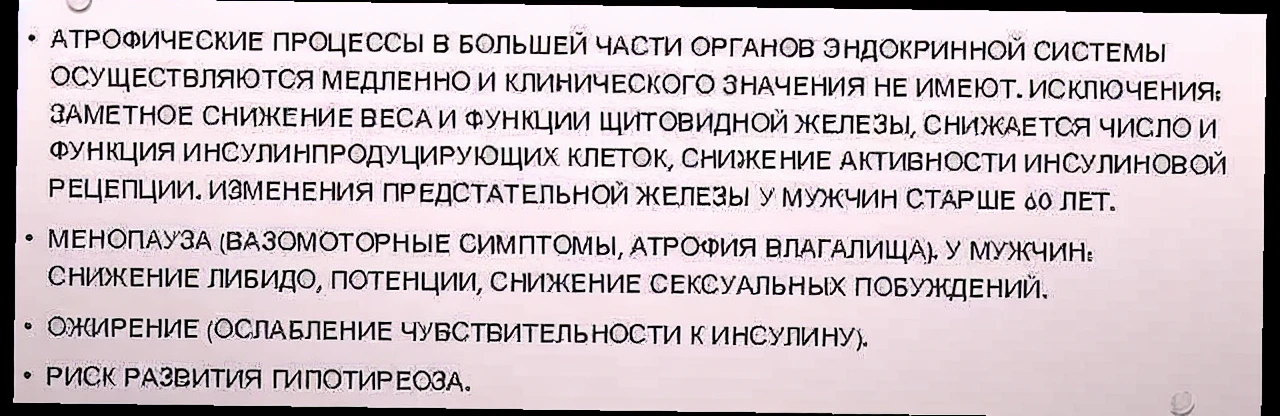 • АТРОФИЧЕСКИЕ ПРОЦЕССЫ В БОЛЬШЕЙ ЧАСТИ ОРГАНОВ ЭНДОКРИННОЙ СИСТЕМЫ
ОСУЩЕСТВЛЯЮТСЯ МЕДЛЕННО И КЛИНИЧЕСКОГО ЗНАЧЕНИЯ НЕ ИМЕЮТ. ИСКЛЮЧЕНИЯ:
ЗАМЕТНОЕ СНИЖЕНИЕ ВЕСА И ФУНКЦИИ ЩИТОВИДНОЙ ЖЕЛЕЗЫ, СНИЖАЕТСЯ ЧИСЛО И
ФУНКЦИЯ ИНСУЛИНПРОДУЦИРУЮЩИХ КЛЕТОК, СНИЖЕНИЕ АКТИВНОСТИ ИНСУЛИНОВОЙ
РЕЦЕПЦИИ. ИЗМЕНЕНИЯ ПРЕДСТАТЕЛЬНОЙ ЖЕЛЕЗЫ У МУЖЧИН СТАРШЕ 60 ЛЕТ.
• МЕНОПАУЗА (ВАЗОМОТОРНЫЕ СИМПТОМЫ, АТРОФИЯ ВЛАГАЛИЩА). У МУЖЧИН:
СНИЖЕНИЕ ЛИБИДО, ПОТЕНЦИИ, СНИЖЕНИЕ СЕКСУАЛЬНЫХ ПОБУЖДЕНИЙ.
• ОЖИРЕНИЕ (ОСЛАБЛЕНИЕ ЧУВСТВИТЕЛЬНОСТИ К ИНСУЛИНУ).
• РИСК РАЗВИТИЯ ГИПОТИРЕОЗА.